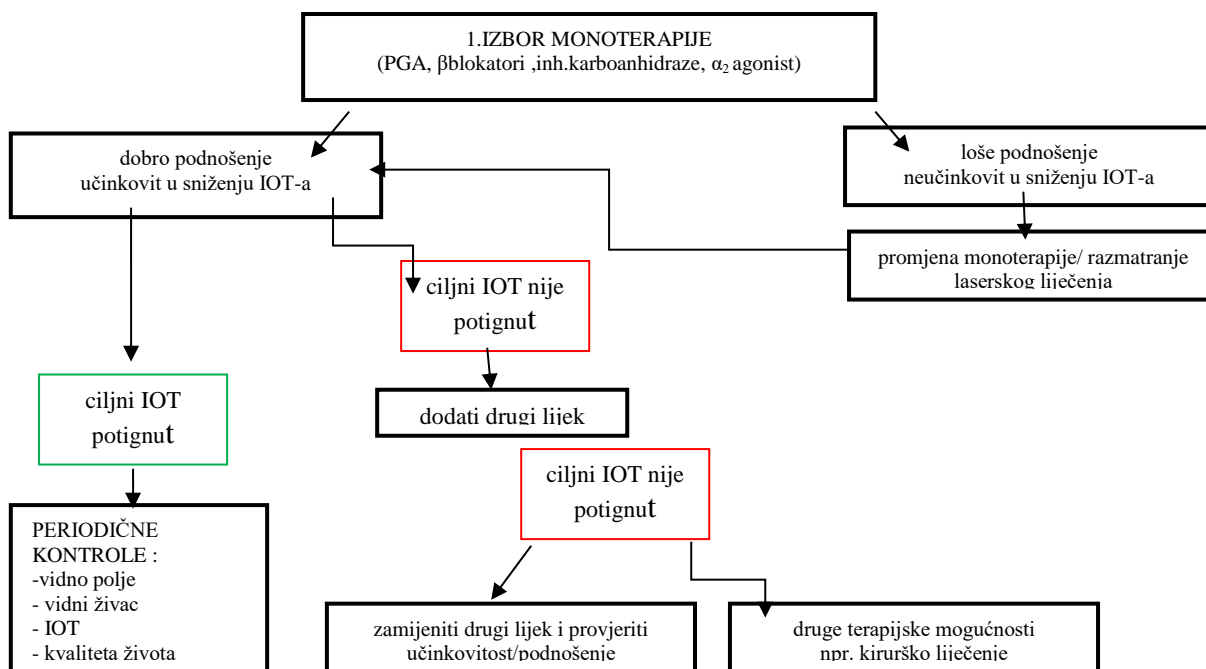 1.IZBOR MONOTERAPIJE
(PGA, βblokatori ,inh.karboanhidraze, α₂ agonist)
dobro podnošenje
učinkovit u sniženju IOT-a
loše podnošenje
neučinkovit u sniženju IOT-a
promjena monoterapije/ razmatranje
laserskog liječenja
ciljni IOT nije
potignut
ciljni IOT
potignut
dodati drugi lijek
ciljni IOT nije
potignut
PERIODIČNE
KONTROLE :
-vidno polje
- vidni živac
- IOT
- kvaliteta života
zamijeniti drugi lijek i provjeriti
učinkovitost/podnošenje
druge terapijske mogućnosti
npr. kirurško liječenje